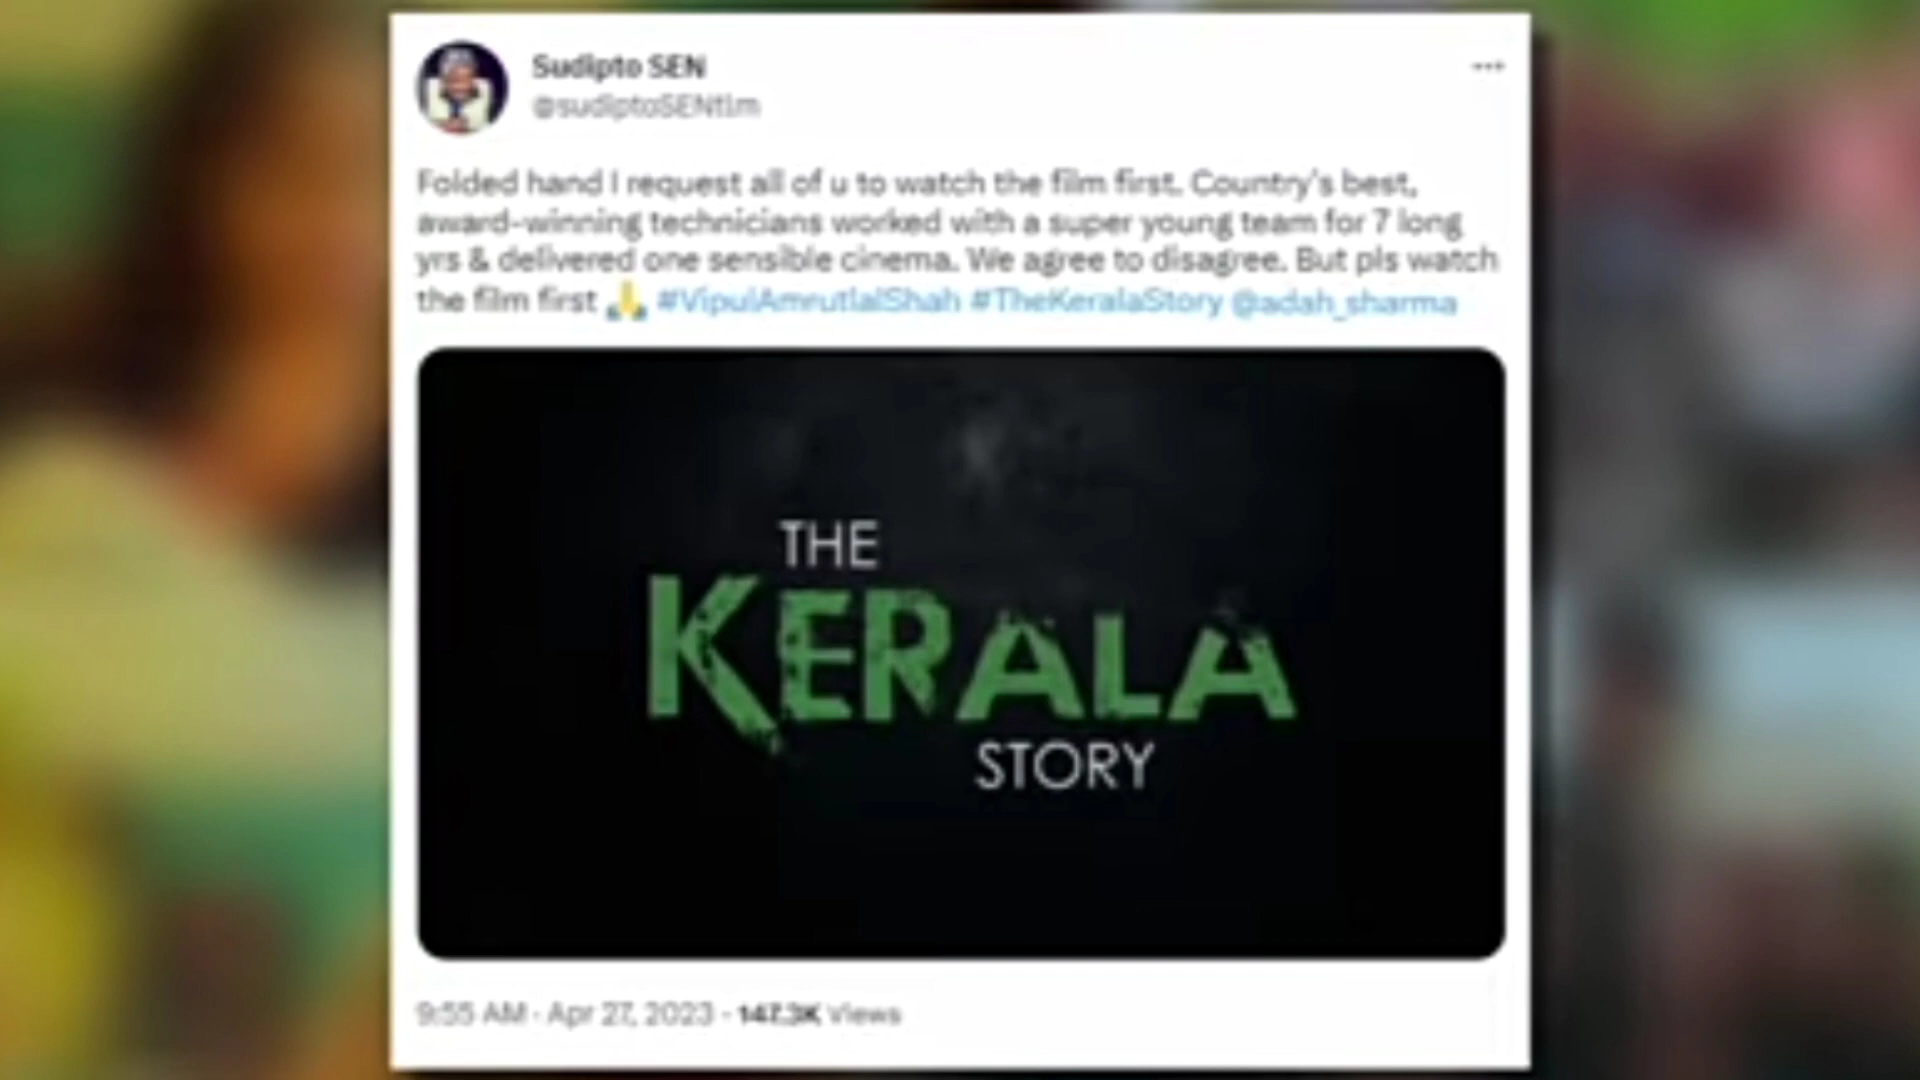 Sudipto SEN
@sudiptoSENtlm
Folded hand I request all of u to watch the film first. Country's best,
award-winning technicians worked with a super young team for 7 long
yrs & delivered one sensible cinema. We agree to disagree. But pls watch
the film first 🙏 #VipulAmrutlalShah #TheKeralaStory @adah_sharma
THE
KERALA
STORY
9:55 AM · Apr 27, 2023 · 147.3K Views